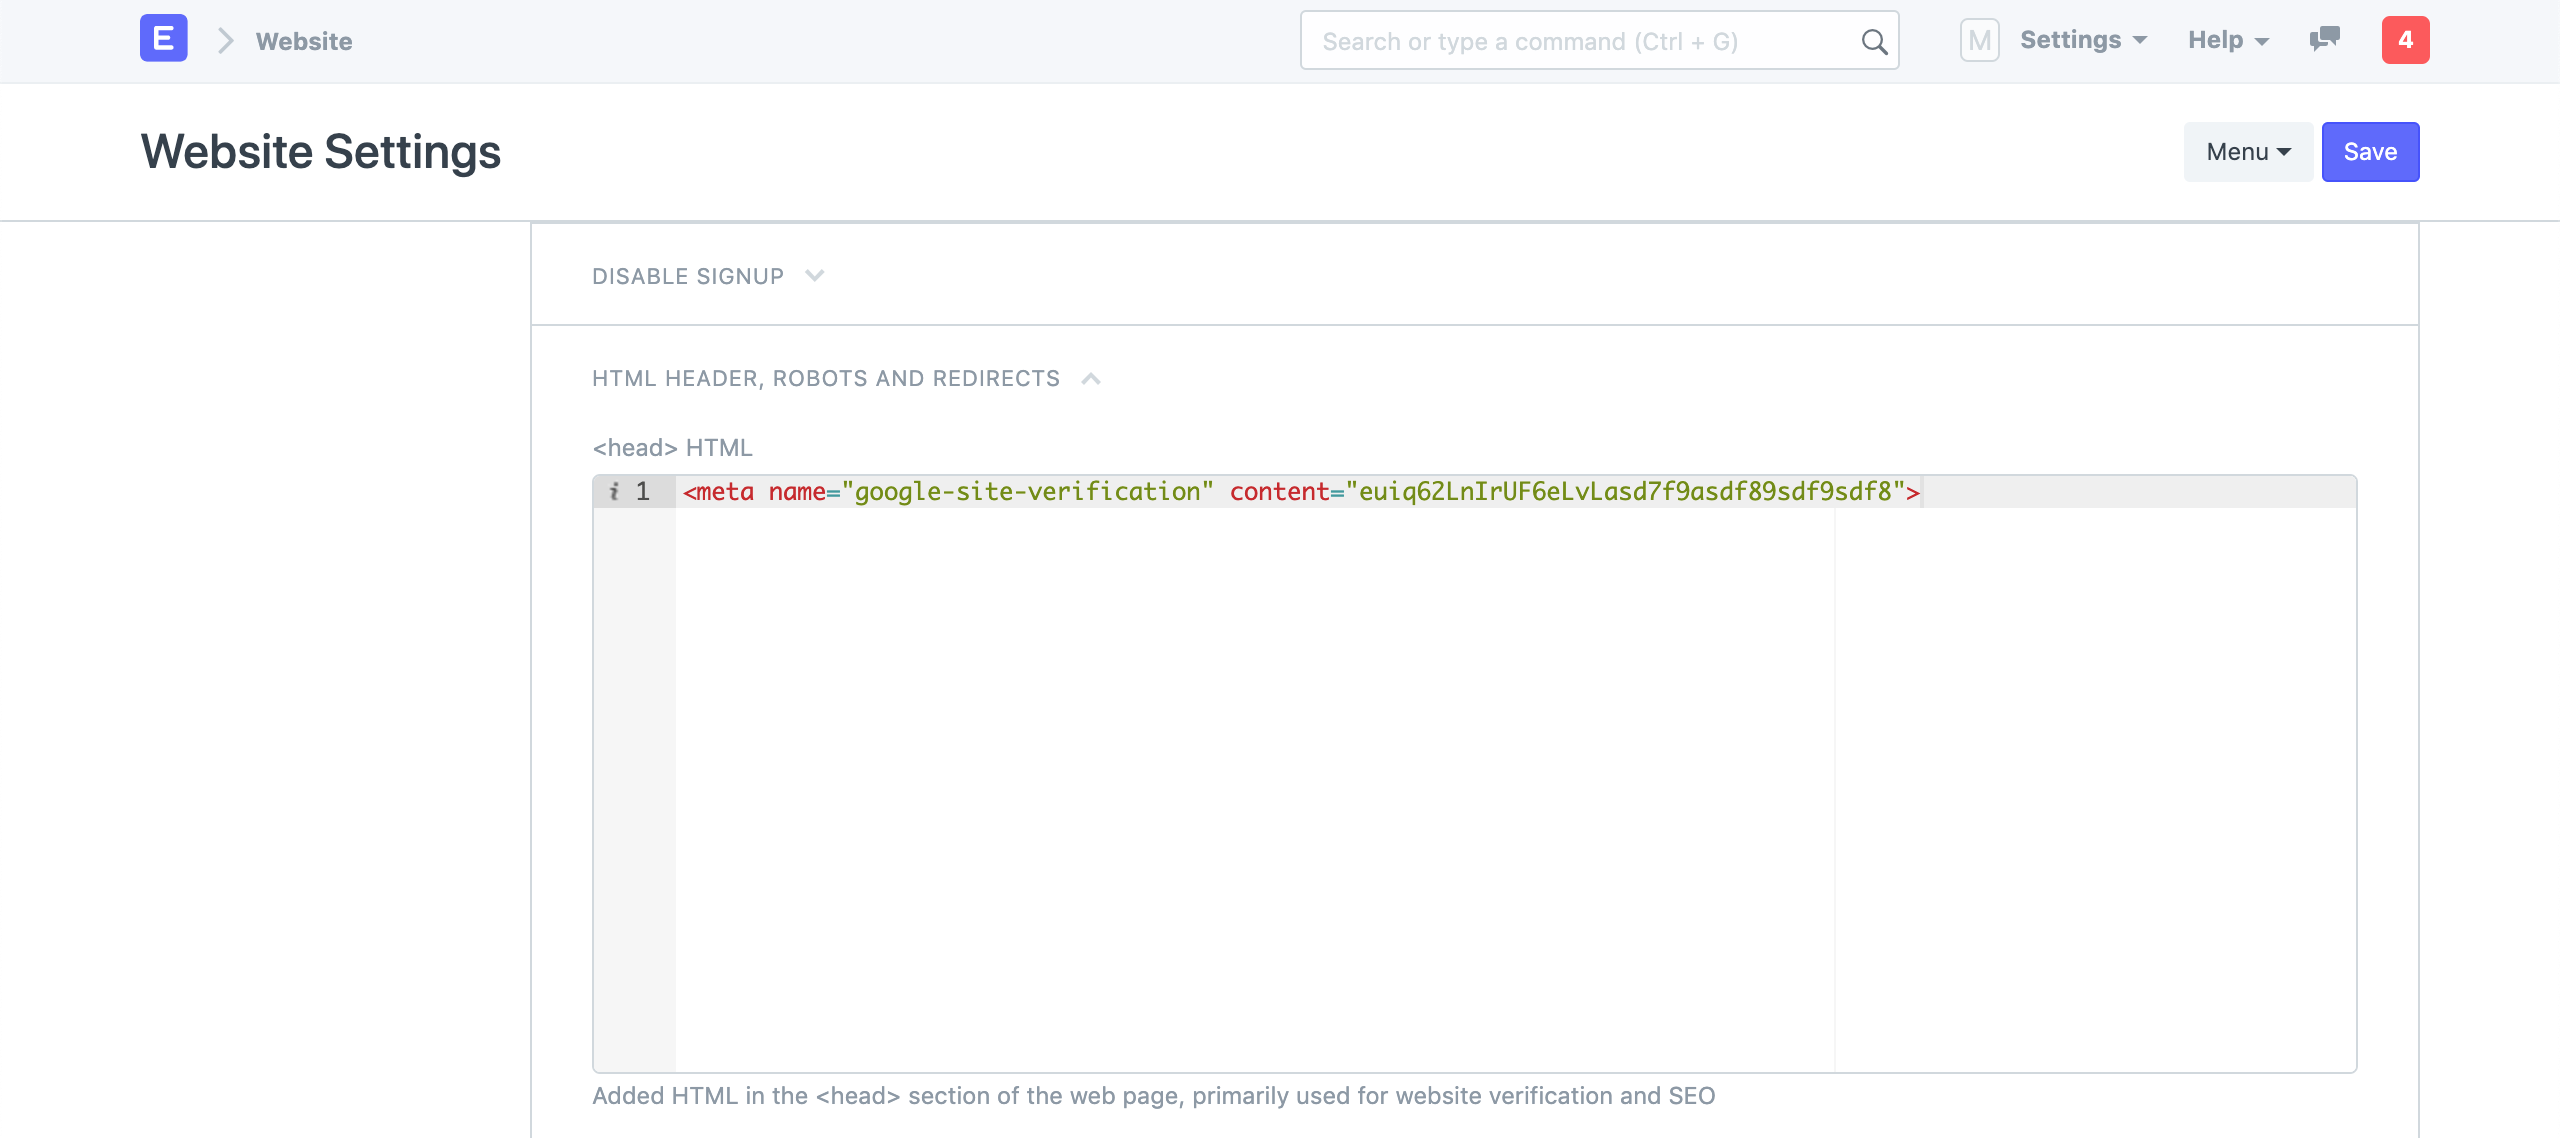 E Website Search or type a command (Ctrl + G) M Settings Help 4
Website Settings Menu Save
DISABLE SIGNUP
HTML HEADER, ROBOTS AND REDIRECTS
<head> HTML
i 1 <meta name="google-site-verification" content="euiq62LnIrUF6eLvLasd7f9asdf89sdf9sdf8">
Added HTML in the <head> section of the web page, primarily used for website verification and SEO